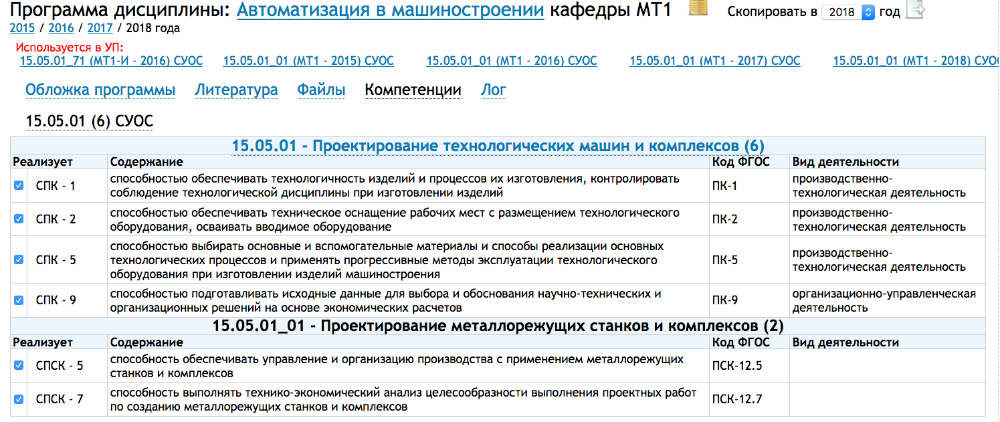 Программа дисциплины: Автоматизация в машиностроении кафедры МТ1 Скопировать в 2018 год
2015 / 2016 / 2017 / 2018 года
Используется в УП:
15.05.01_71 (МТ1-И - 2016) СУОС 15.05.01_01 (МТ1 - 2015) СУОС 15.05.01_01 (МТ1 - 2016) СУОС 15.05.01_01 (МТ1 - 2017) СУОС 15.05.01_01 (МТ1 - 2018) СУО
Обложка программы Литература Файлы Компетенции Лог
15.05.01 (6) СУОС
15.05.01 - Проектирование технологических машин и комплексов (6)
Реализует Содержание Код ФГОС Вид деятельности
СПК - 1 способностью обеспечивать технологичность изделий и процессов их изготовления, контролировать ПК-1 производственно-
соблюдение технологической дисциплины при изготовлении изделий технологическая деятельность
СПК - 2 способностью обеспечивать техническое оснащение рабочих мест с размещением технологического ПК-2 производственно-
оборудования, осваивать вводимое оборудование технологическая деятельность
СПК - 5 способностью выбирать основные и вспомогательные материалы и способы реализации основных ПК-5 производственно-
технологических процессов и применять прогрессивные методы эксплуатации технологического технологическая деятельность
оборудования при изготовлении изделий машиностроения
СПК - 9 способностью подготавливать исходные данные для выбора и обоснования научно-технических и ПК-9 организационно-управленческая
организационных решений на основе экономических расчетов деятельность
15.05.01_01 - Проектирование металлорежущих станков и комплексов (2)
Реализует Содержание Код ФГОС Вид деятельности
СПСК - 5 способность обеспечивать управление и организацию производства с применением металлорежущих ПСК-12.5
станков и комплексов
СПСК - 7 способность выполнять технико-экономический анализ целесообразности выполнения проектных работ ПСК-12.7
по созданию металлорежущих станков и комплексов